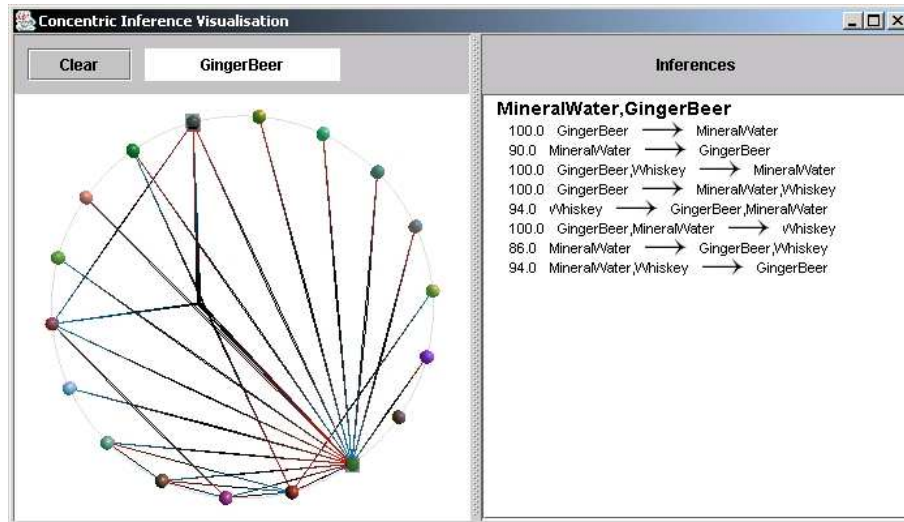 Concentric Inference Visualisation
Clear
GingerBeer
Inferences
MineralWater,GingerBeer
100.0 GingerBeer → MineralWater
90.0 MineralWater → GingerBeer
100.0 GingerBeer,Whiskey → MineralWater
100.0 GingerBeer → MineralWater,Whiskey
94.0 Whiskey → GingerBeer,MineralWater
100.0 GingerBeer,MineralWater → Whiskey
86.0 MineralWater → GingerBeer,Whiskey
94.0 MineralWater,Whiskey → GingerBeer